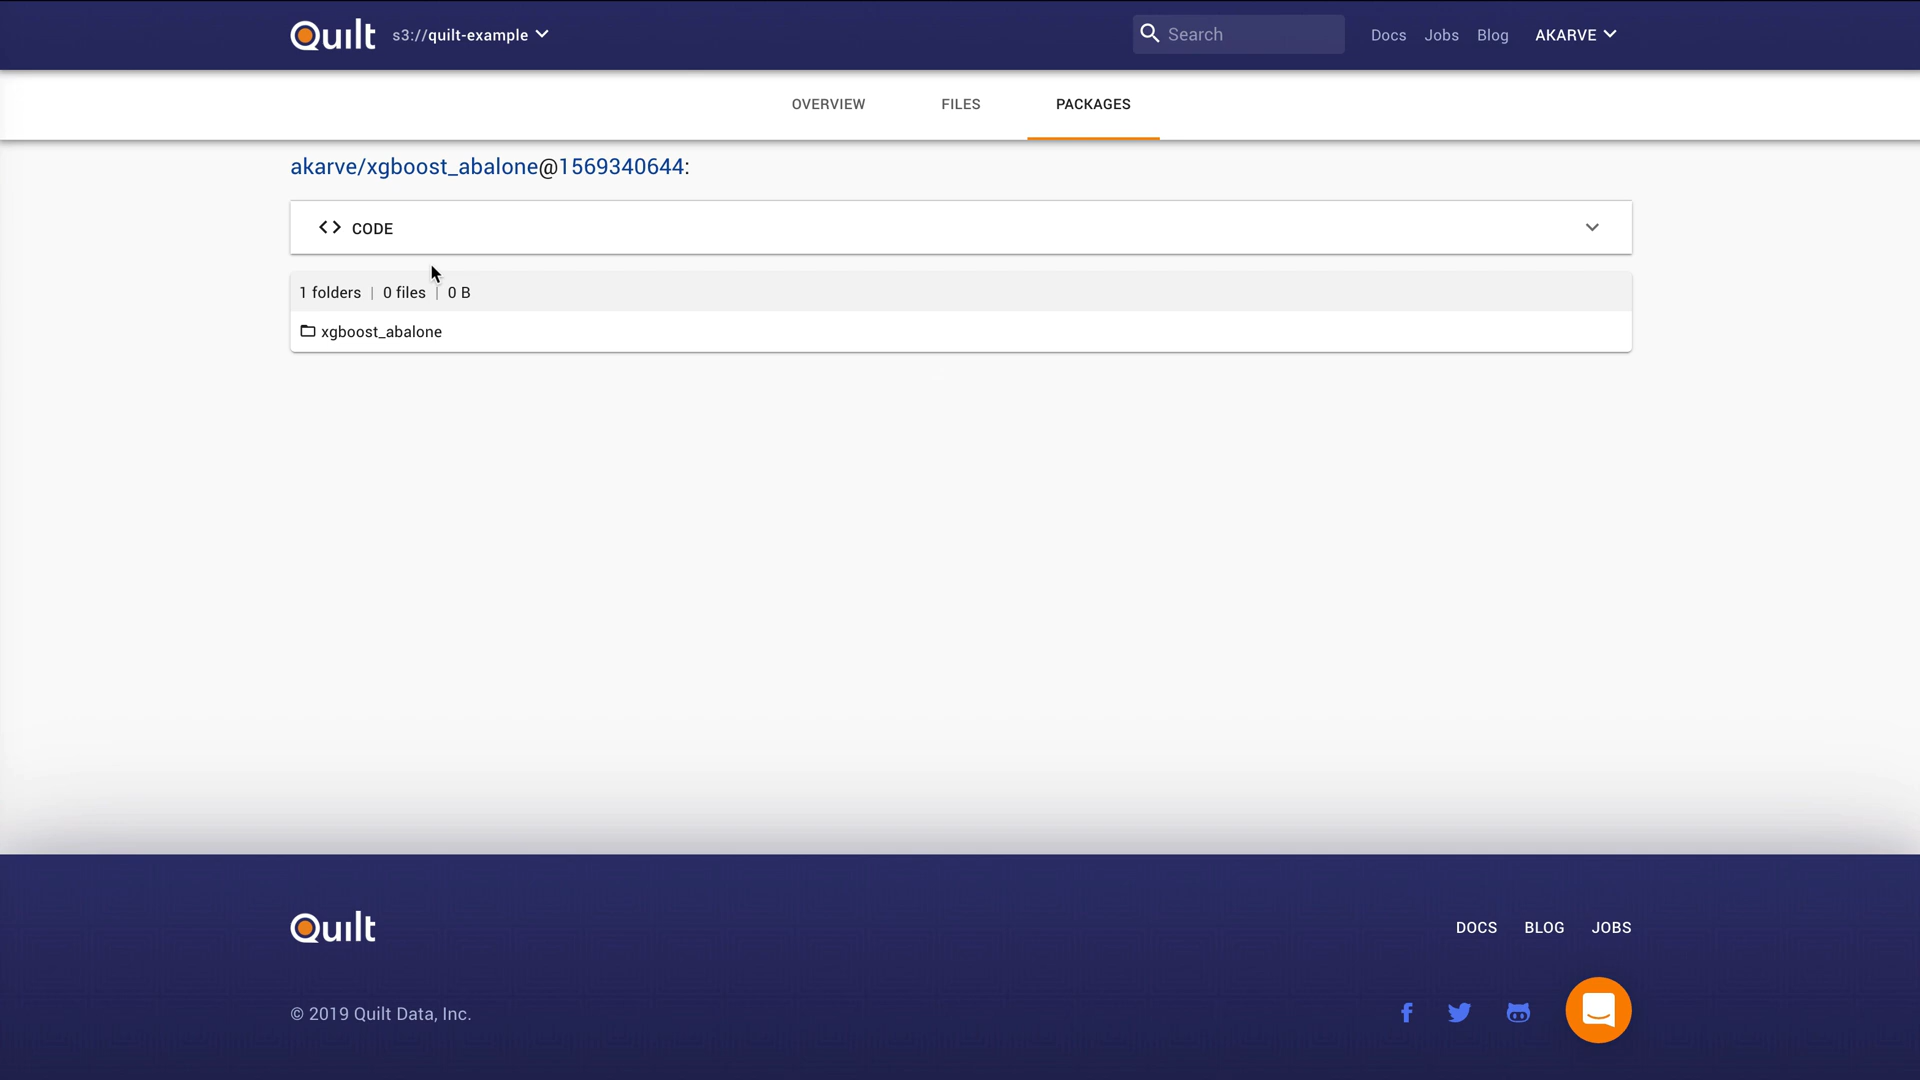 Quilt s3://quilt-example Search Docs Jobs Blog AKARVE
OVERVIEW FILES PACKAGES
akarve/xgboost_abalone@1569340644:
<> CODE
1 folders | 0 files | 0 B
xgboost_abalone
Quilt DOCS BLOG JOBS
© 2019 Quilt Data, Inc.